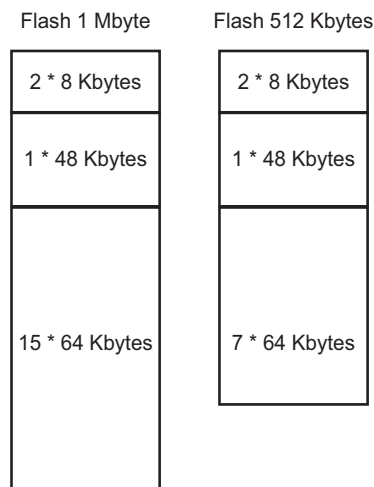 Flash 1 Mbyte
Flash 512 Kbytes
2 * 8 Kbytes
2 * 8 Kbytes
1 * 48 Kbytes
1 * 48 Kbytes
15 * 64 Kbytes
7 * 64 Kbytes